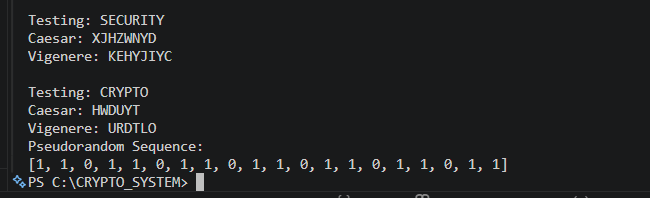 Testing: SECURITY
Caesar: XJHZWNYD
Vigenere: KEHYJIYC
Testing: CRYPTO
Caesar: HWDUYT
Vigenere: URDTLO
Pseudorandom Sequence:
[1, 1, 0, 1, 1, 0, 1, 1, 0, 1, 1, 0, 1, 1, 0, 1, 1, 0, 1, 1]
PS C:\CRYPTO_SYSTEM>